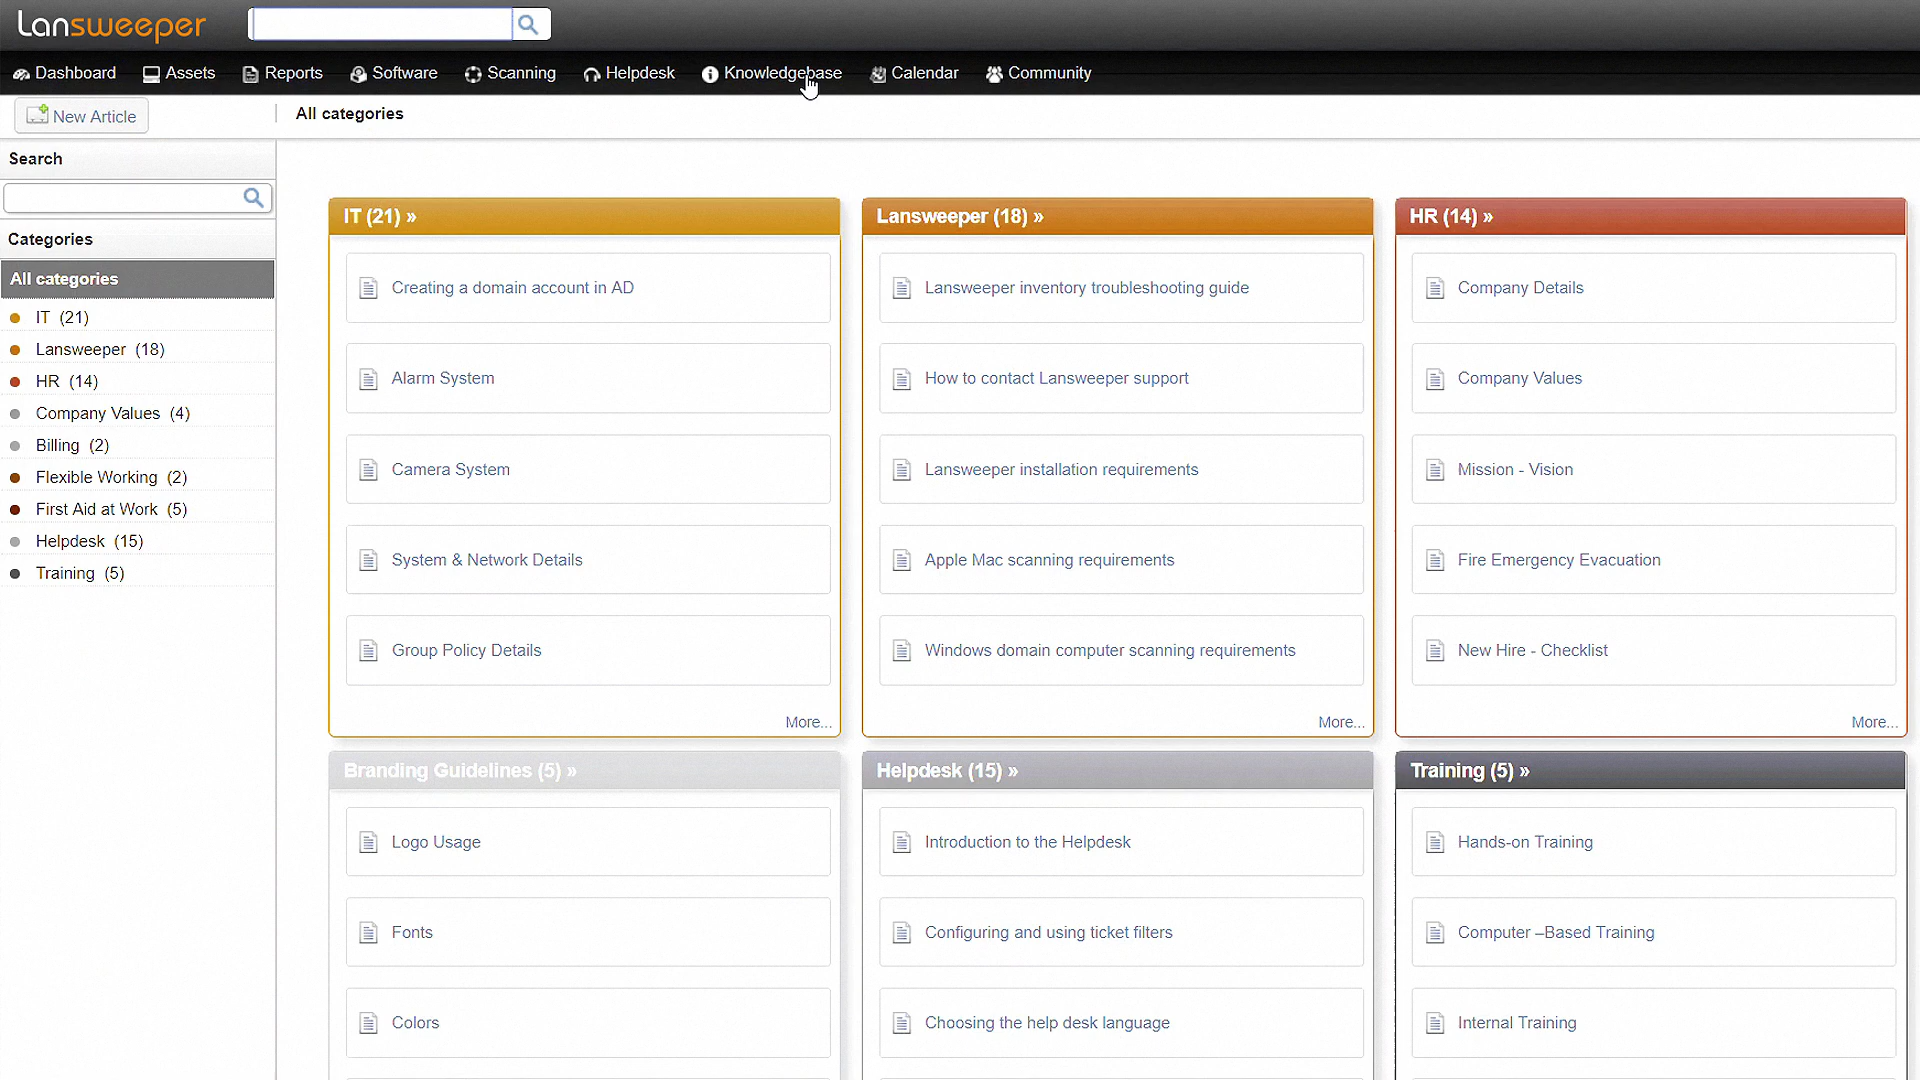 Lansweeper
Dashboard Assets Reports Software Scanning Helpdesk Knowledgebase Calendar Community
New Article
All categories
Search
Categories
All categories
IT (21)
Lansweeper (18)
HR (14)
Company Values (4)
Billing (2)
Flexible Working (2)
First Aid at Work (5)
Helpdesk (15)
Training (5)
IT (21) »
Creating a domain account in AD
Alarm System
Camera System
System & Network Details
Group Policy Details
More...
Lansweeper (18) »
Lansweeper inventory troubleshooting guide
How to contact Lansweeper support
Lansweeper installation requirements
Apple Mac scanning requirements
Windows domain computer scanning requirements
More...
HR (14) »
Company Details
Company Values
Mission - Vision
Fire Emergency Evacuation
New Hire - Checklist
More...
Branding Guidelines (5) »
Logo Usage
Fonts
Colors
Helpdesk (15) »
Introduction to the Helpdesk
Configuring and using ticket filters
Choosing the help desk language
Training (5) »
Hands-on Training
Computer –Based Training
Internal Training